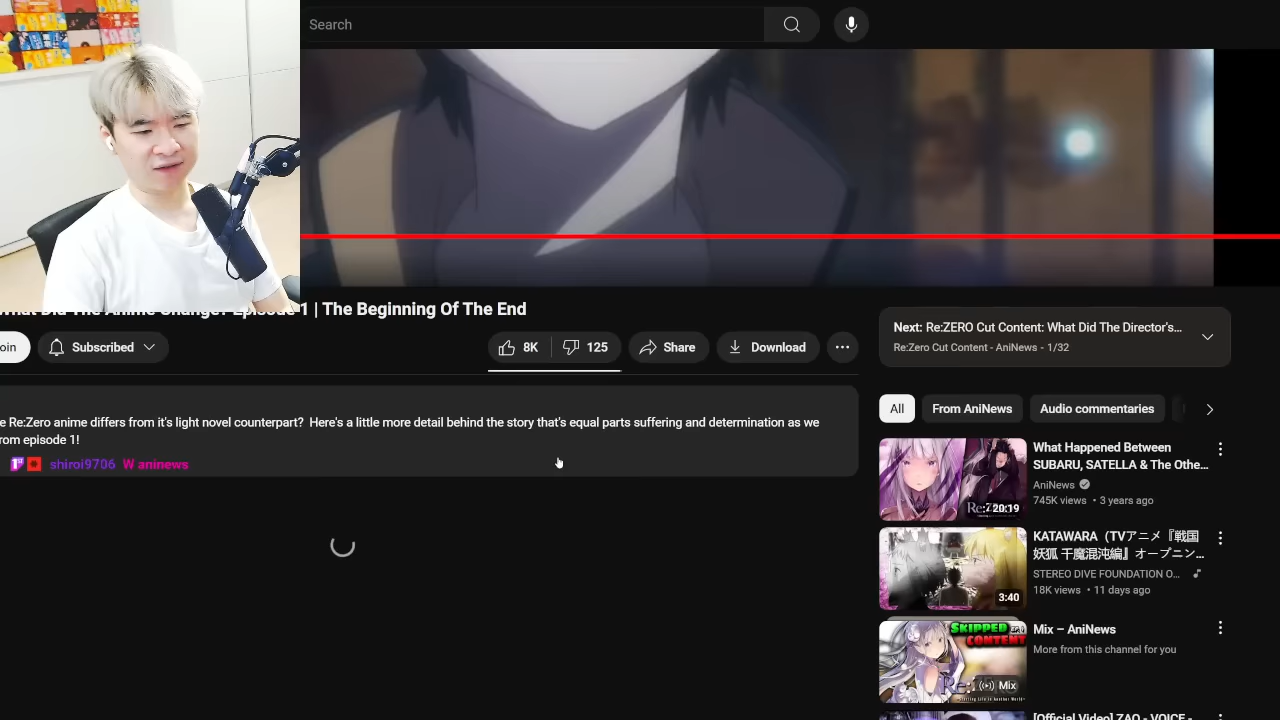 Search
What Did The Anime Change? Episode 1 | The Beginning Of The End
oin
Subscribed
8K
125
Share
Download
e Re:Zero anime differs from it's light novel counterpart? Here's a little more detail behind the story that's equal parts suffering and determination as we
rom episode 1!
shiroi9706 W aninews
Next: Re:ZERO Cut Content: What Did The Director's...
Re:Zero Cut Content - AniNews - 1/32
All
From AniNews
Audio commentaries
20:19
What Happened Between
SUBARU, SATELLA & The Othe...
AniNews
745K views • 3 years ago
3:40
KATAWARA（TVアニメ『戦国
妖狐 千魔混沌編』オープニン...
STEREO DIVE FOUNDATION O...
18K views • 11 days ago
SKIPPED
CONTENT
Mix
Mix – AniNews
More from this channel for you
[Official Video] ZAQ - VOICE -